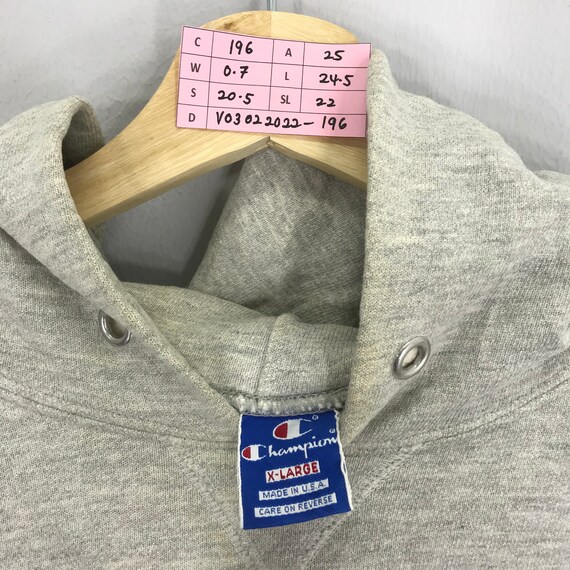 C 196 A 25
W 0.7 L 24.5
S 20.5 SL 22
D V03022022-196
Champion
X-LARGE
MADE IN U.S.A.
CARE ON REVERSE